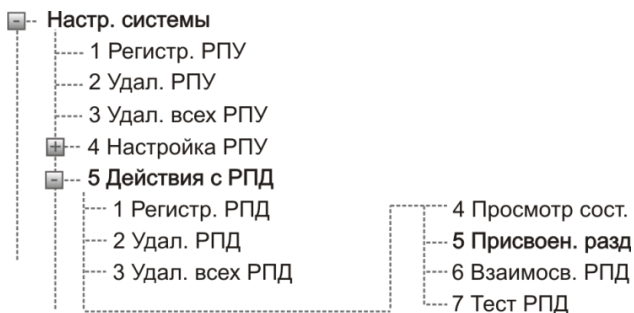 Настр. системы
1 Регистр. РПУ
2 Удал. РПУ
3 Удал. всех РПУ
4 Настройка РПУ
5 Действия с РПД
1 Регистр. РПД
2 Удал. РПД
3 Удал. всех РПД
4 Просмотр сост.
5 Присвоен. разд
6 Взаимосв. РПД
7 Тест РПД